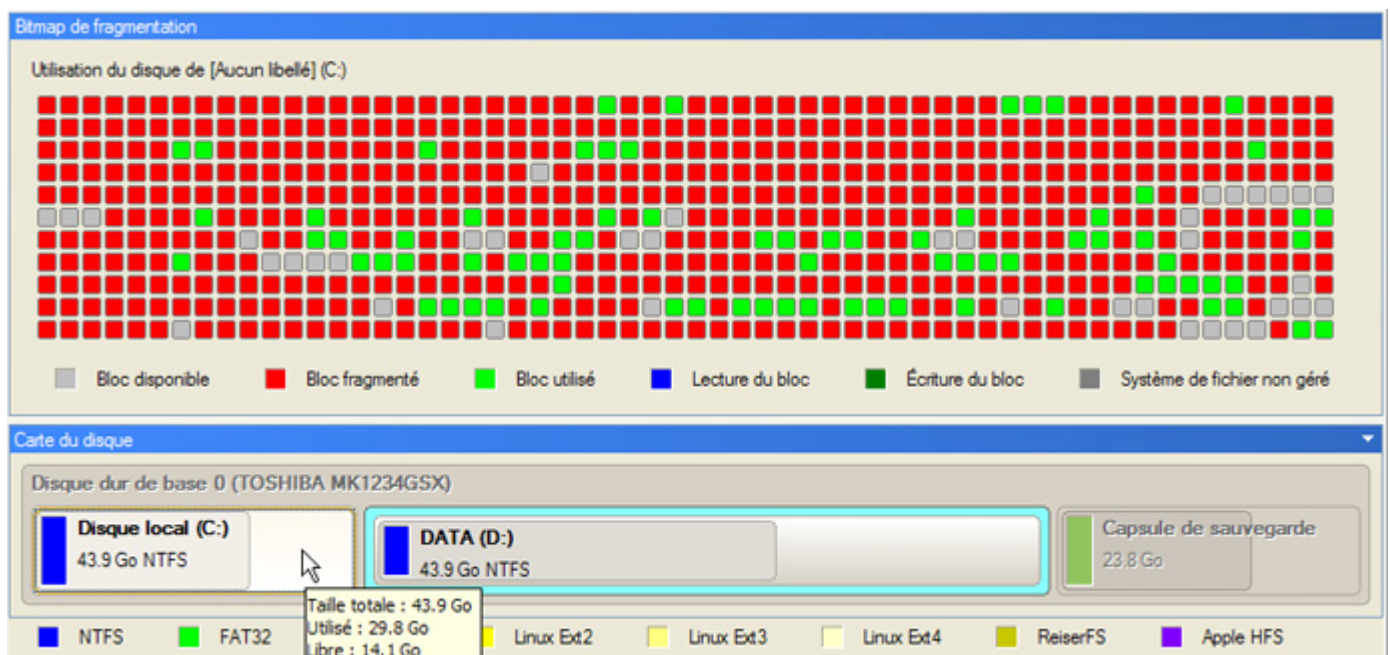 Bitmap de fragmentation
Utilisation du disque de [Aucun libellé] (C:)
Bloc disponible Bloc fragmenté Bloc utilisé Lecture du bloc Écriture du bloc Système de fichier non géré
Carte du disque
Disque dur de base 0 (TOSHIBA MK1234GSX)
Disque local (C:)
43.9 Go NTFS
DATA (D:)
43.9 Go NTFS
Capsule de sauvegarde
23.8 Go
Taille totale : 43.9 Go
Utilisé : 29.8 Go
Libre : 14.1 Go
NTFS FAT32 Linux Ext2 Linux Ext3 Linux Ext4 ReiserFS Apple HFS